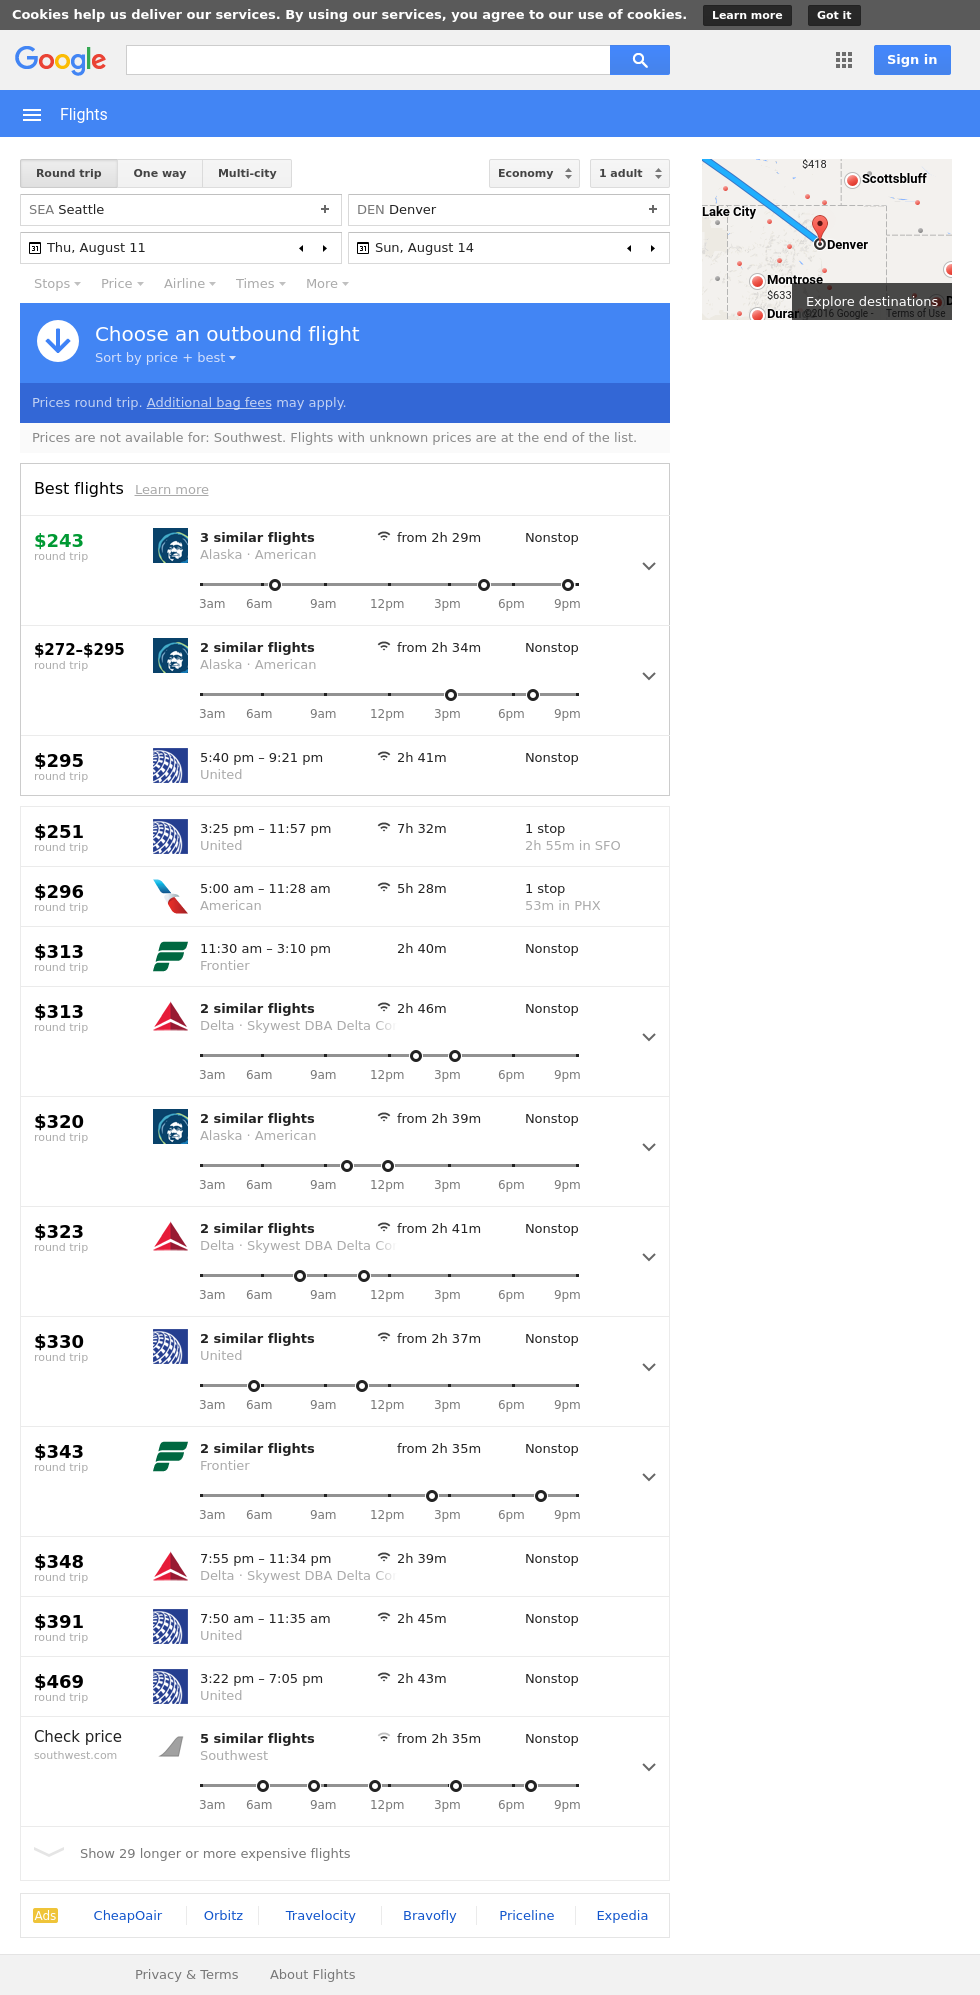 Cookies help us deliver our services. By using our services, you agree to our use of cookies. Learn more Got it
Google Sign in
Flights
Round trip One way Multi-city Economy 1 adult
SEA Seattle + DEN Denver +
31 Thu, August 11 31 Sun, August 14
Stops Price Airline Times More
$418
Scottsbluff
Lake City
Denver
Montrose
$633
Explore destinations
©2016 Google - Terms of Use
Choose an outbound flight
Sort by price + best
Prices round trip. Additional bag fees may apply.
Prices are not available for: Southwest. Flights with unknown prices are at the end of the list.
Best flights Learn more
$243 3 similar flights from 2h 29m Nonstop
round trip Alaska · American
3am 6am 9am 12pm 3pm 6pm 9pm
$272–$295 2 similar flights from 2h 34m Nonstop
round trip Alaska · American
3am 6am 9am 12pm 3pm 6pm 9pm
$295 5:40 pm – 9:21 pm 2h 41m Nonstop
round trip United
$251 3:25 pm – 11:57 pm 7h 32m 1 stop
round trip United 2h 55m in SFO
$296 5:00 am – 11:28 am 5h 28m 1 stop
round trip American 53m in PHX
$313 11:30 am – 3:10 pm 2h 40m Nonstop
round trip Frontier
$313 2 similar flights 2h 46m Nonstop
round trip Delta · Skywest DBA Delta Co
3am 6am 9am 12pm 3pm 6pm 9pm
$320 2 similar flights from 2h 39m Nonstop
round trip Alaska · American
3am 6am 9am 12pm 3pm 6pm 9pm
$323 2 similar flights from 2h 41m Nonstop
round trip Delta · Skywest DBA Delta Co
3am 6am 9am 12pm 3pm 6pm 9pm
$330 2 similar flights from 2h 37m Nonstop
round trip United
3am 6am 9am 12pm 3pm 6pm 9pm
$343 2 similar flights from 2h 35m Nonstop
round trip Frontier
3am 6am 9am 12pm 3pm 6pm 9pm
$348 7:55 pm – 11:34 pm 2h 39m Nonstop
round trip Delta · Skywest DBA Delta Co
$391 7:50 am – 11:35 am 2h 45m Nonstop
round trip United
$469 3:22 pm – 7:05 pm 2h 43m Nonstop
round trip United
Check price 5 similar flights from 2h 35m Nonstop
southwest.com Southwest
3am 6am 9am 12pm 3pm 6pm 9pm
Show 29 longer or more expensive flights
Ads CheapOair Orbitz Travelocity Bravofly Priceline Expedia
Privacy & Terms About Flights